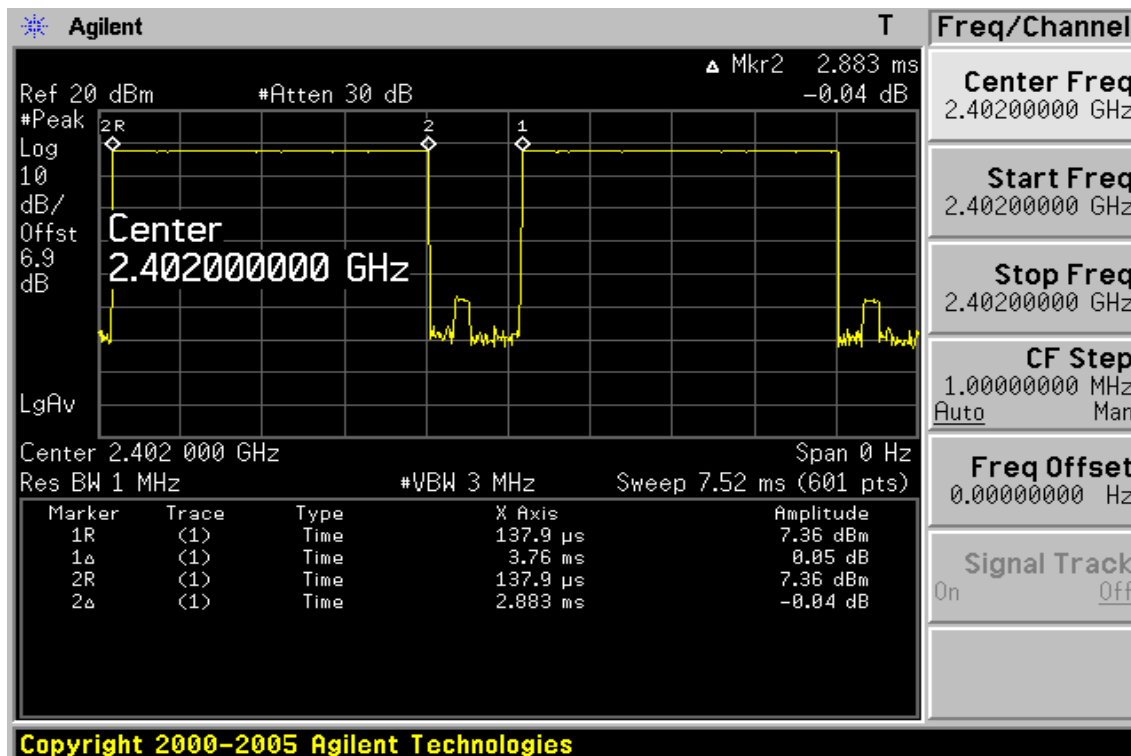 Agilent T Freq/Channel
Δ Mkr2 2.883 ms
Ref 20 dBm #Atten 30 dB -0.04 dB
#Peak
Log
10
dB/
Offst
6.9
dB
2R 2 1
Center
2.402000000 GHz
LgAv
Center 2.402 000 GHz Span 0 Hz
Res BW 1 MHz #VBW 3 MHz Sweep 7.52 ms (601 pts)
Marker Trace Type X Axis Amplitude
1R (1) Time 137.9 µs 7.36 dBm
1Δ (1) Time 3.76 ms 0.05 dB
2R (1) Time 137.9 µs 7.36 dBm
2Δ (1) Time 2.883 ms -0.04 dB
Center Freq
2.40200000 GHz
Start Freq
2.40200000 GHz
Stop Freq
2.40200000 GHz
CF Step
1.00000000 MHz
Auto Man
Freq Offset
0.00000000 Hz
Signal Track
On Off
Copyright 2000-2005 Agilent Technologies